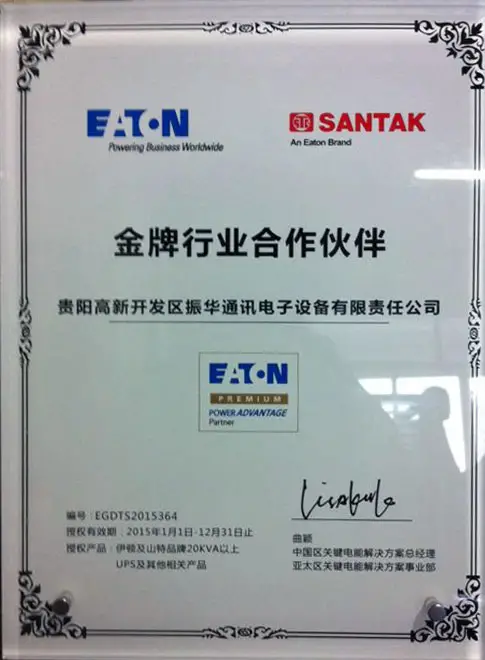 EATON
Powering Business Worldwide
SANTAK
An Eaton Brand
金牌行业合作伙伴
贵阳高新开发区振华通讯电子设备有限责任公司
EATON
PREMIUM
POWER ADVANTAGE
Partner
编号：EGDTS2015364
授权有效期：2015年1月1日-12月31日止
授权产品：伊顿及山特品牌20KVA以上
UPS及其他相关产品
曲颖
中国区关键电能解决方案总经理
亚太区关键电能解决方案事业部